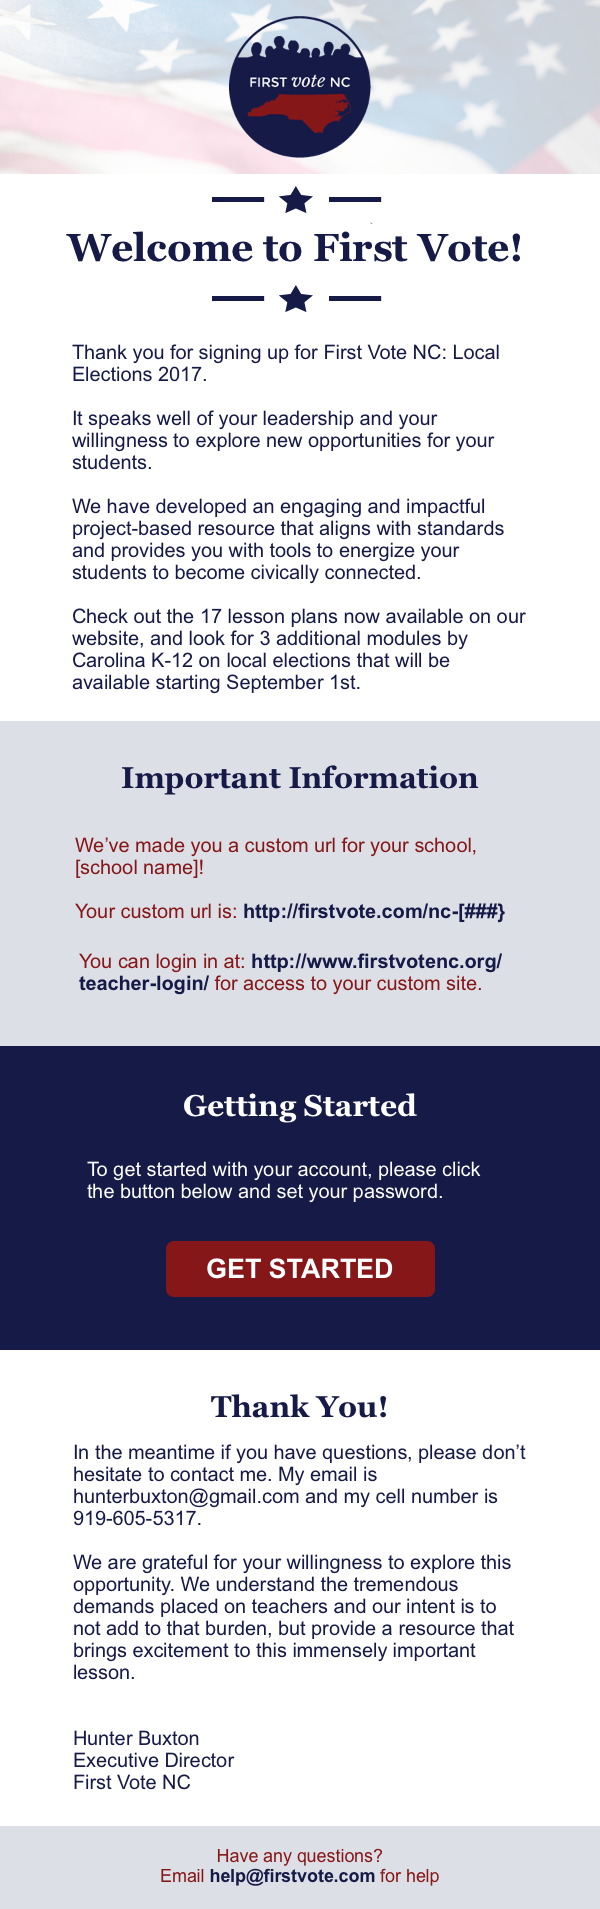 FIRST vote NC
Welcome to First Vote!
Thank you for signing up for First Vote NC: Local
Elections 2017.
It speaks well of your leadership and your
willingness to explore new opportunities for your
students.
We have developed an engaging and impactful
project-based resource that aligns with standards
and provides you with tools to energize your
students to become civically connected.
Check out the 17 lesson plans now available on our
website, and look for 3 additional modules by
Carolina K-12 on local elections that will be
available starting September 1st.
Important Information
We’ve made you a custom url for your school,
[school name]!
Your custom url is: http://firstvote.com/nc-[###}
You can login in at: http://www.firstvotenc.org/
teacher-login/ for access to your custom site.
Getting Started
To get started with your account, please click
the button below and set your password.
GET STARTED
Thank You!
In the meantime if you have questions, please don’t
hesitate to contact me. My email is
hunterbuxton@gmail.com and my cell number is
919-605-5317.
We are grateful for your willingness to explore this
opportunity. We understand the tremendous
demands placed on teachers and our intent is to
not add to that burden, but provide a resource that
brings excitement to this immensely important
lesson.
Hunter Buxton
Executive Director
First Vote NC
Have any questions?
Email help@firstvote.com for help